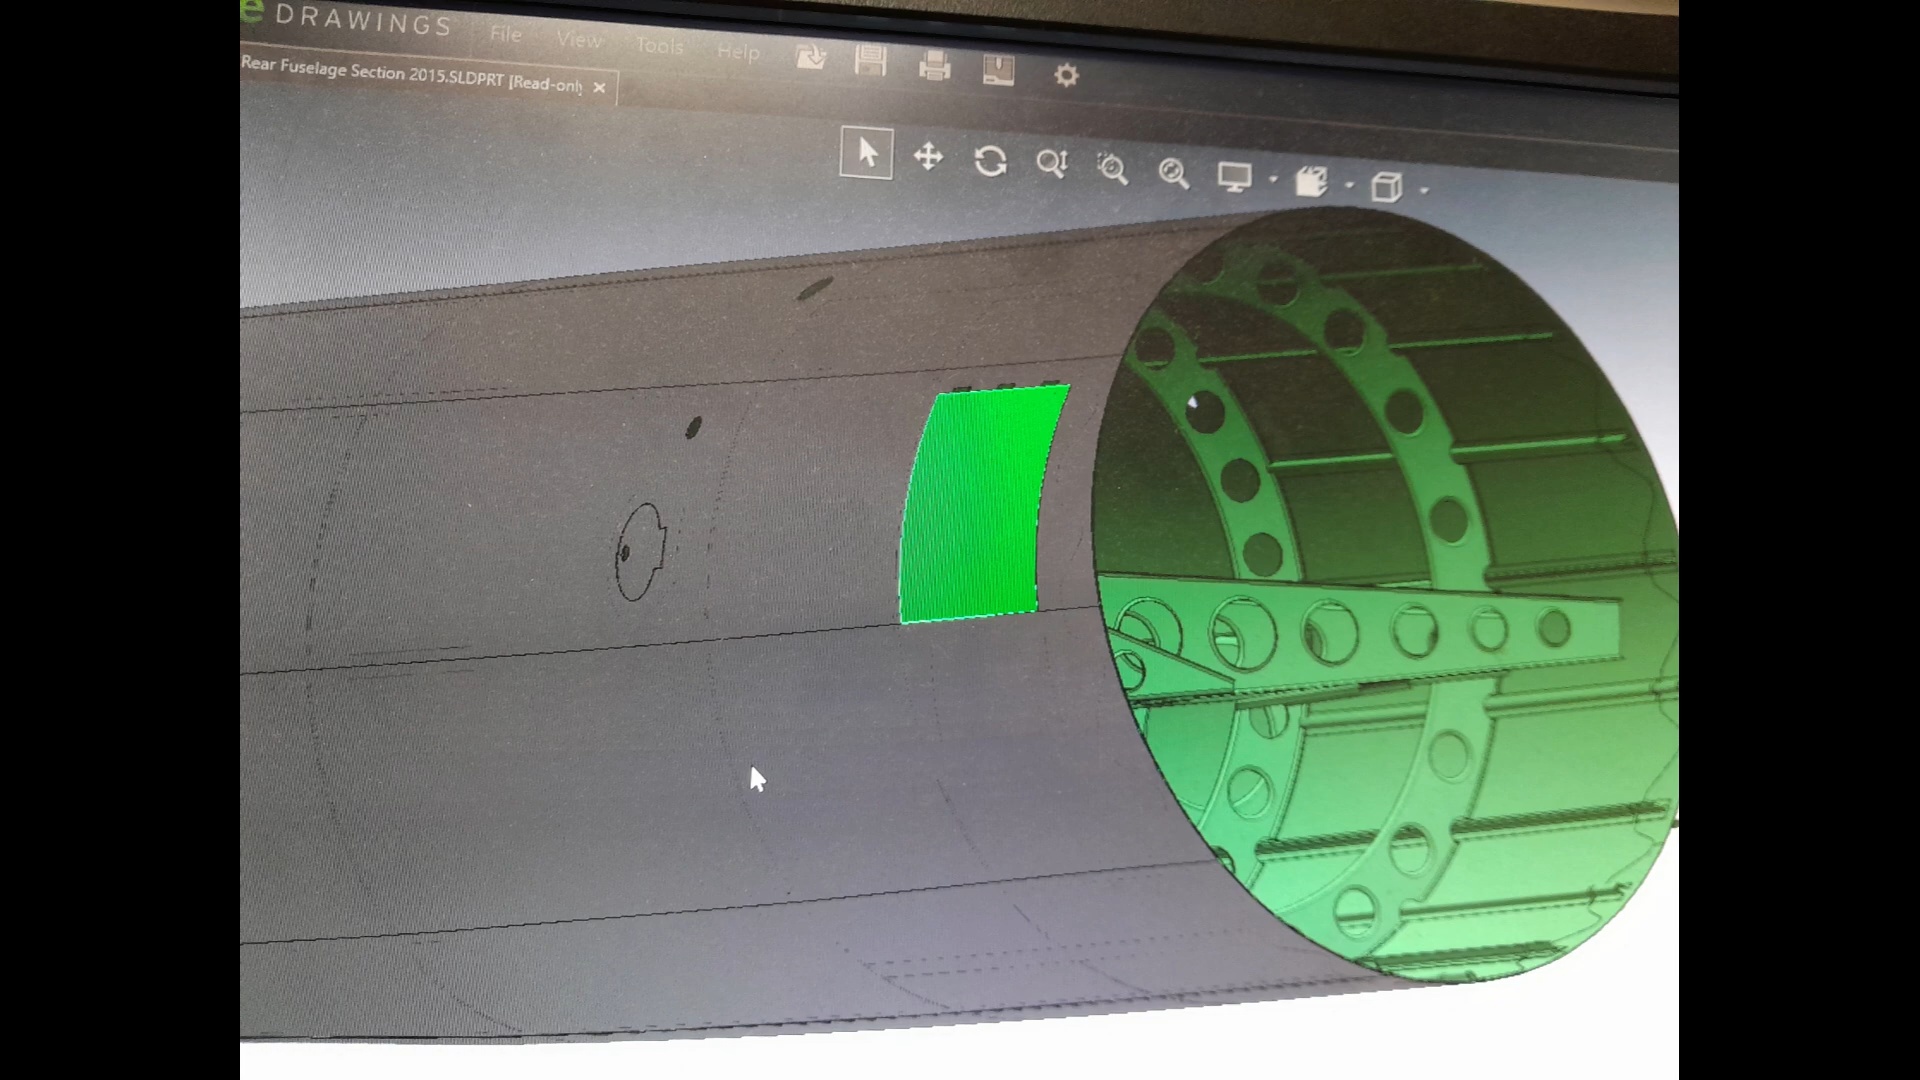 e DRAWINGS File View Tools Help
Rear Fuselage Section 2015.SLDPRT [Read-only